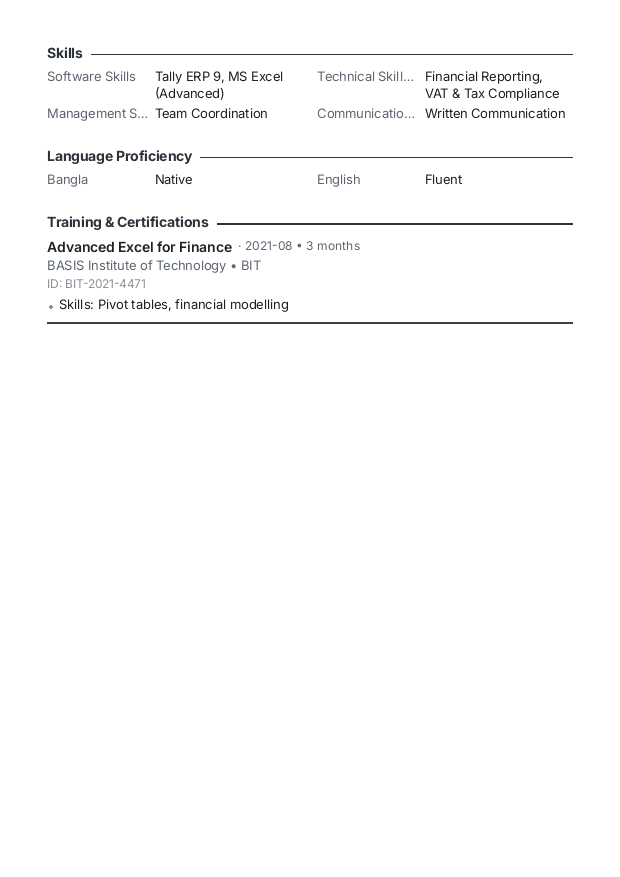 Skills
Software Skills Tally ERP 9, MS Excel Technical Skill... Financial Reporting,
(Advanced) VAT & Tax Compliance
Management S... Team Coordination Communicatio... Written Communication
Language Proficiency
Bangla Native English Fluent
Training & Certifications
Advanced Excel for Finance · 2021-08 • 3 months
BASIS Institute of Technology • BIT
ID: BIT-2021-4471
• Skills: Pivot tables, financial modelling